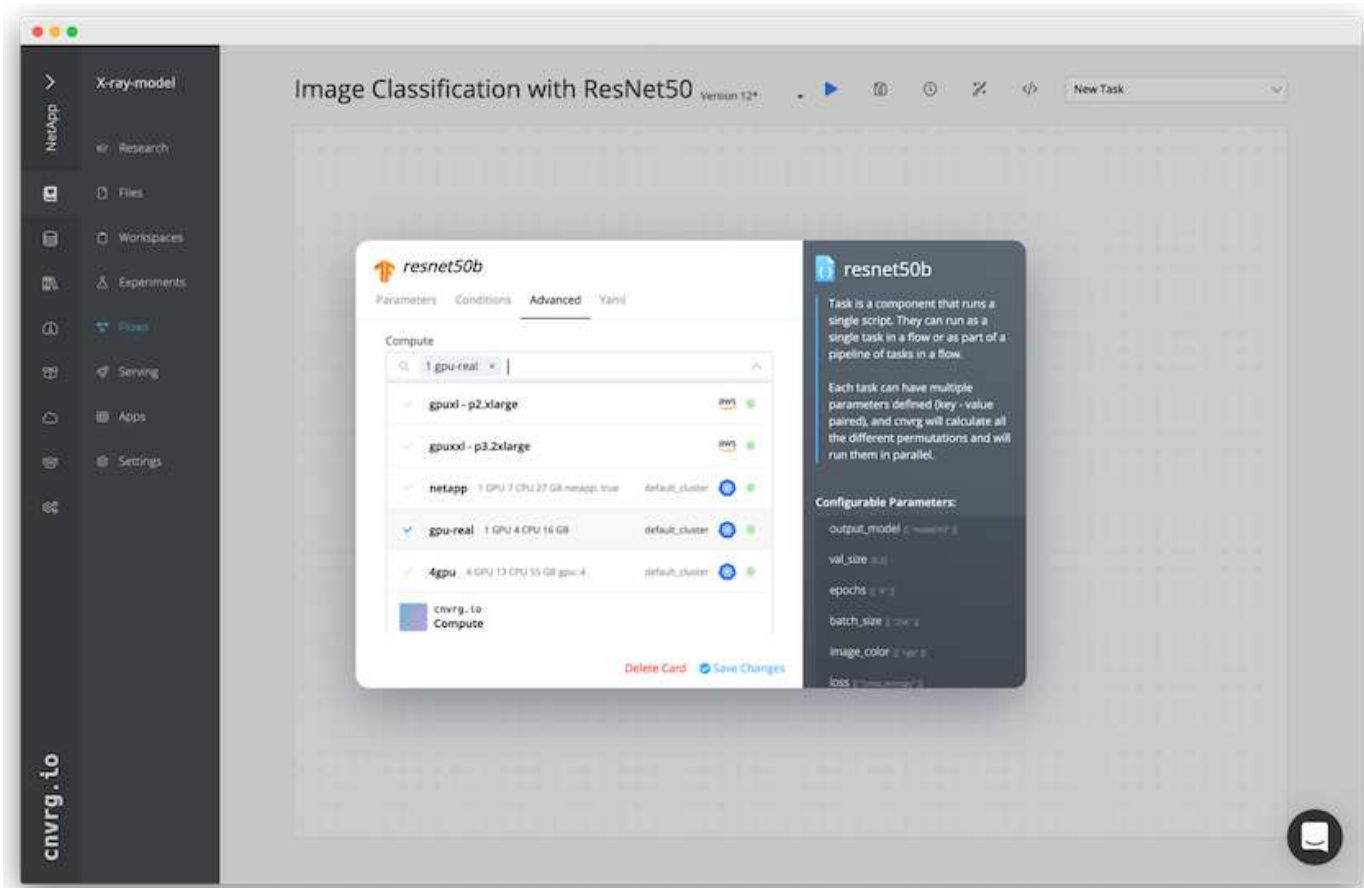 NetApp
cnvrg.io
X-ray-model
Research
Files
Workspaces
Experiments
Flows
Serving
Apps
Settings
Image Classification with ResNet50 Version 12*
New Task
resnet50b
Parameters Conditions Advanced Yaml
Compute
1 gpu-real ×
gpuxl - p2.xlarge aws
gpuxxl - p3.2xlarge aws
netapp 1 GPU 7 CPU 27 GB netapp: true default_cluster
gpu-real 1 GPU 4 CPU 16 GB default_cluster
4gpu 4 GPU 13 CPU 55 GB gpu: 4 default_cluster
cnvrg.io
Compute
Delete Card Save Changes
resnet50b
Task is a component that runs a
single script. They can run as a
single task in a flow or as part of a
pipeline of tasks in a flow.
Each task can have multiple
parameters defined (key - value
paired), and cnvrg will calculate all
the different permutations and will
run them in parallel.
Configurable Parameters:
output_model
val_size
epochs
batch_size
image_color
loss